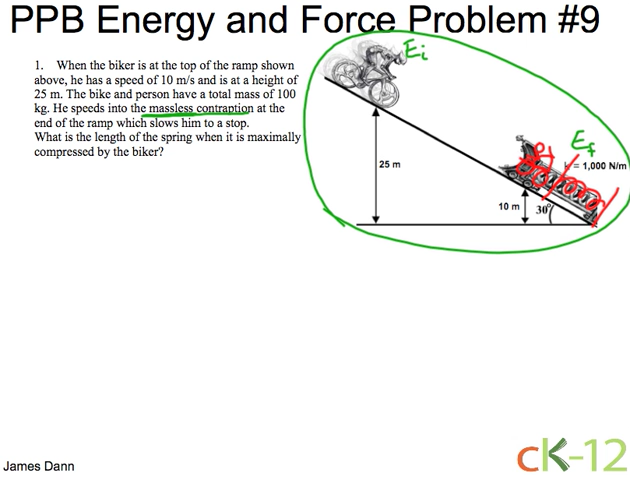 PPB Energy and Force Problem #9
1. When the biker is at the top of the ramp shown
above, he has a speed of 10 m/s and is at a height of
25 m. The bike and person have a total mass of 100
kg. He speeds into the massless contraption at the
end of the ramp which slows him to a stop.
What is the length of the spring when it is maximally
compressed by the biker?
Ei
Ef
= 1,000 N/m
25 m
10 m
30°
James Dann
cK-12